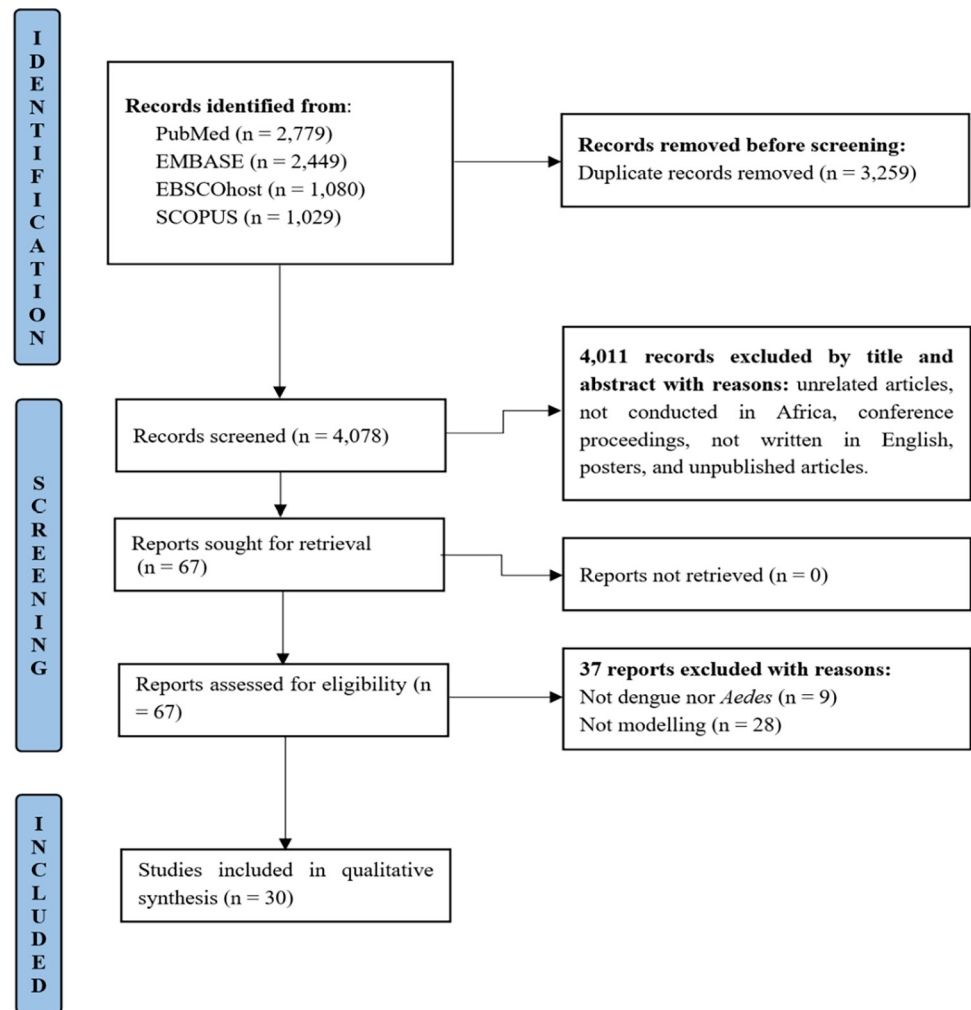 IDENTIFICATION
Records identified from:
PubMed (n = 2,779)
EMBASE (n = 2,449)
EBSCOhost (n = 1,080)
SCOPUS (n = 1,029)
Records removed before screening:
Duplicate records removed (n = 3,259)
SCREENING
Records screened (n = 4,078)
4,011 records excluded by title and
abstract with reasons: unrelated articles,
not conducted in Africa, conference
proceedings, not written in English,
posters, and unpublished articles.
Reports sought for retrieval
(n = 67)
Reports not retrieved (n = 0)
Reports assessed for eligibility (n
= 67)
37 reports excluded with reasons:
Not dengue nor Aedes (n = 9)
Not modelling (n = 28)
INCLUDED
Studies included in qualitative
synthesis (n = 30)